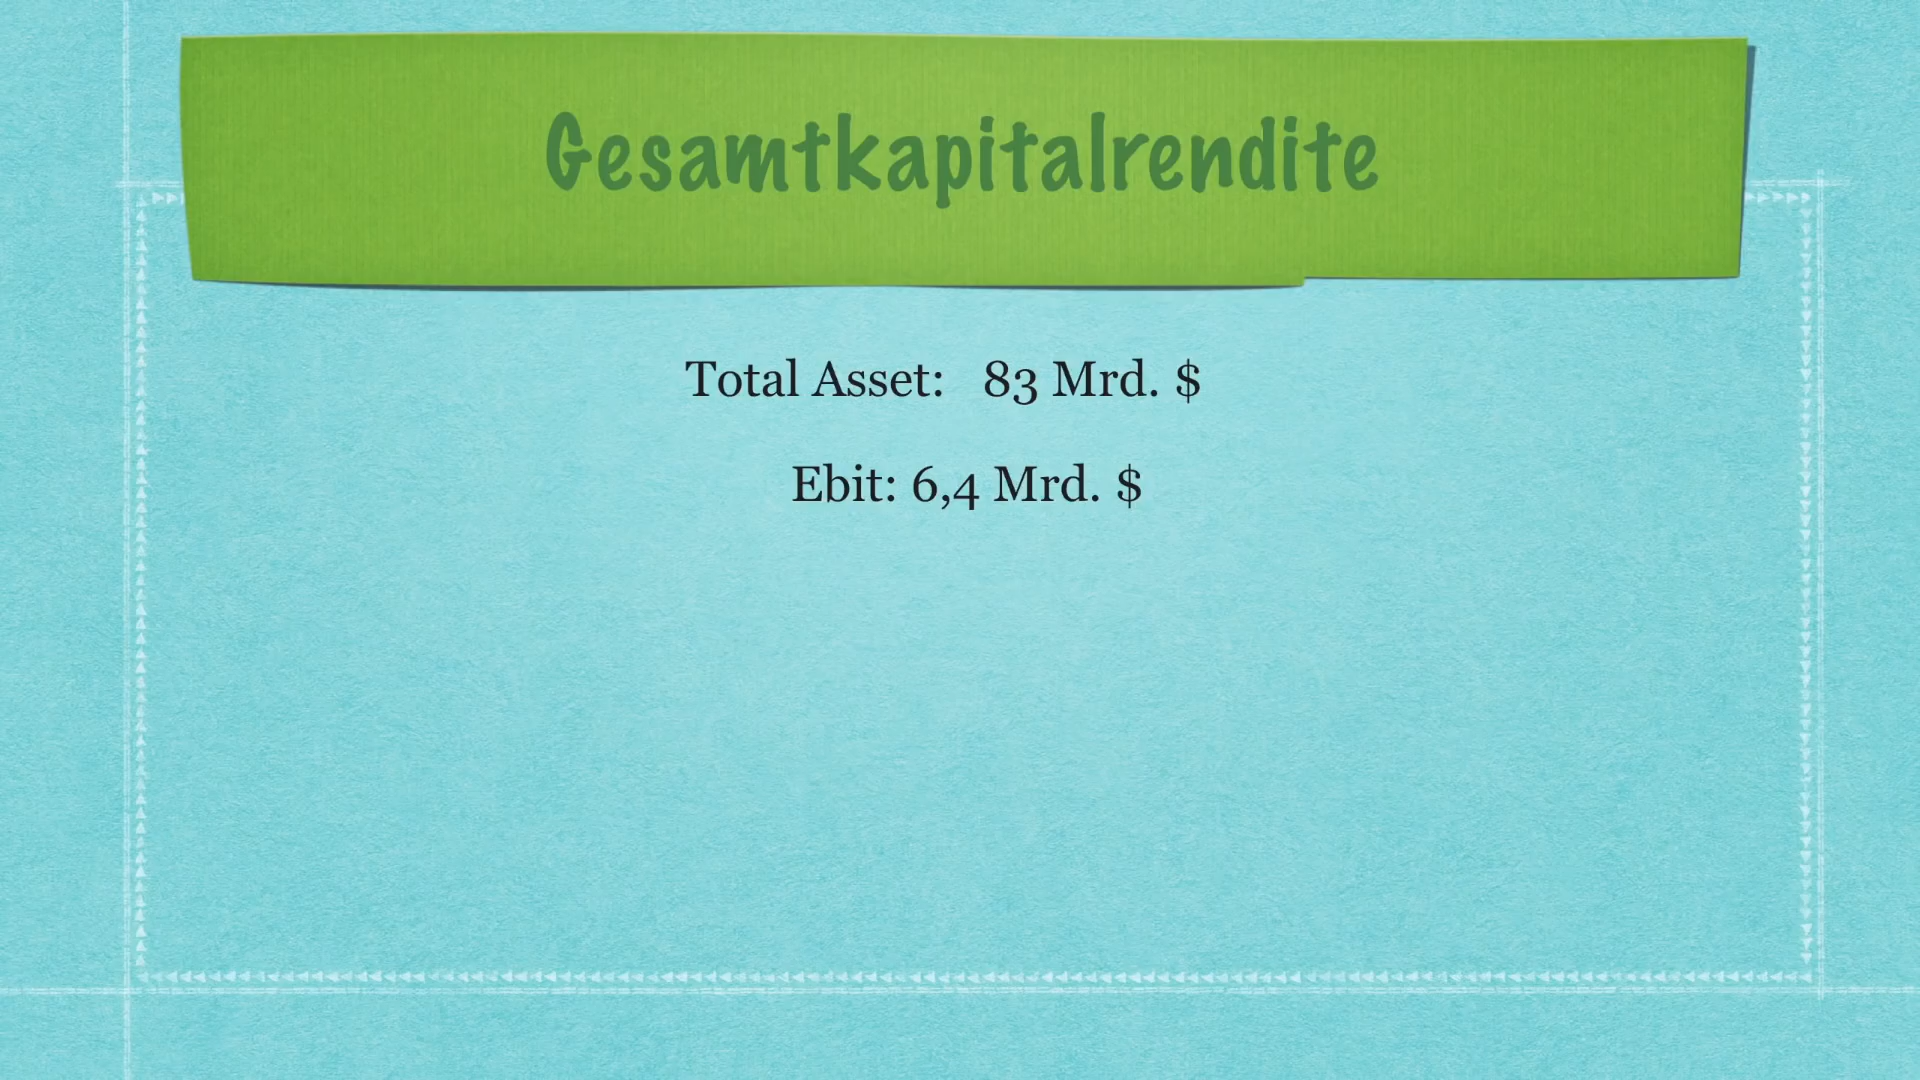 Gesamtkapitalrendite
Total Asset: 83 Mrd. $
Ebit: 6,4 Mrd. $